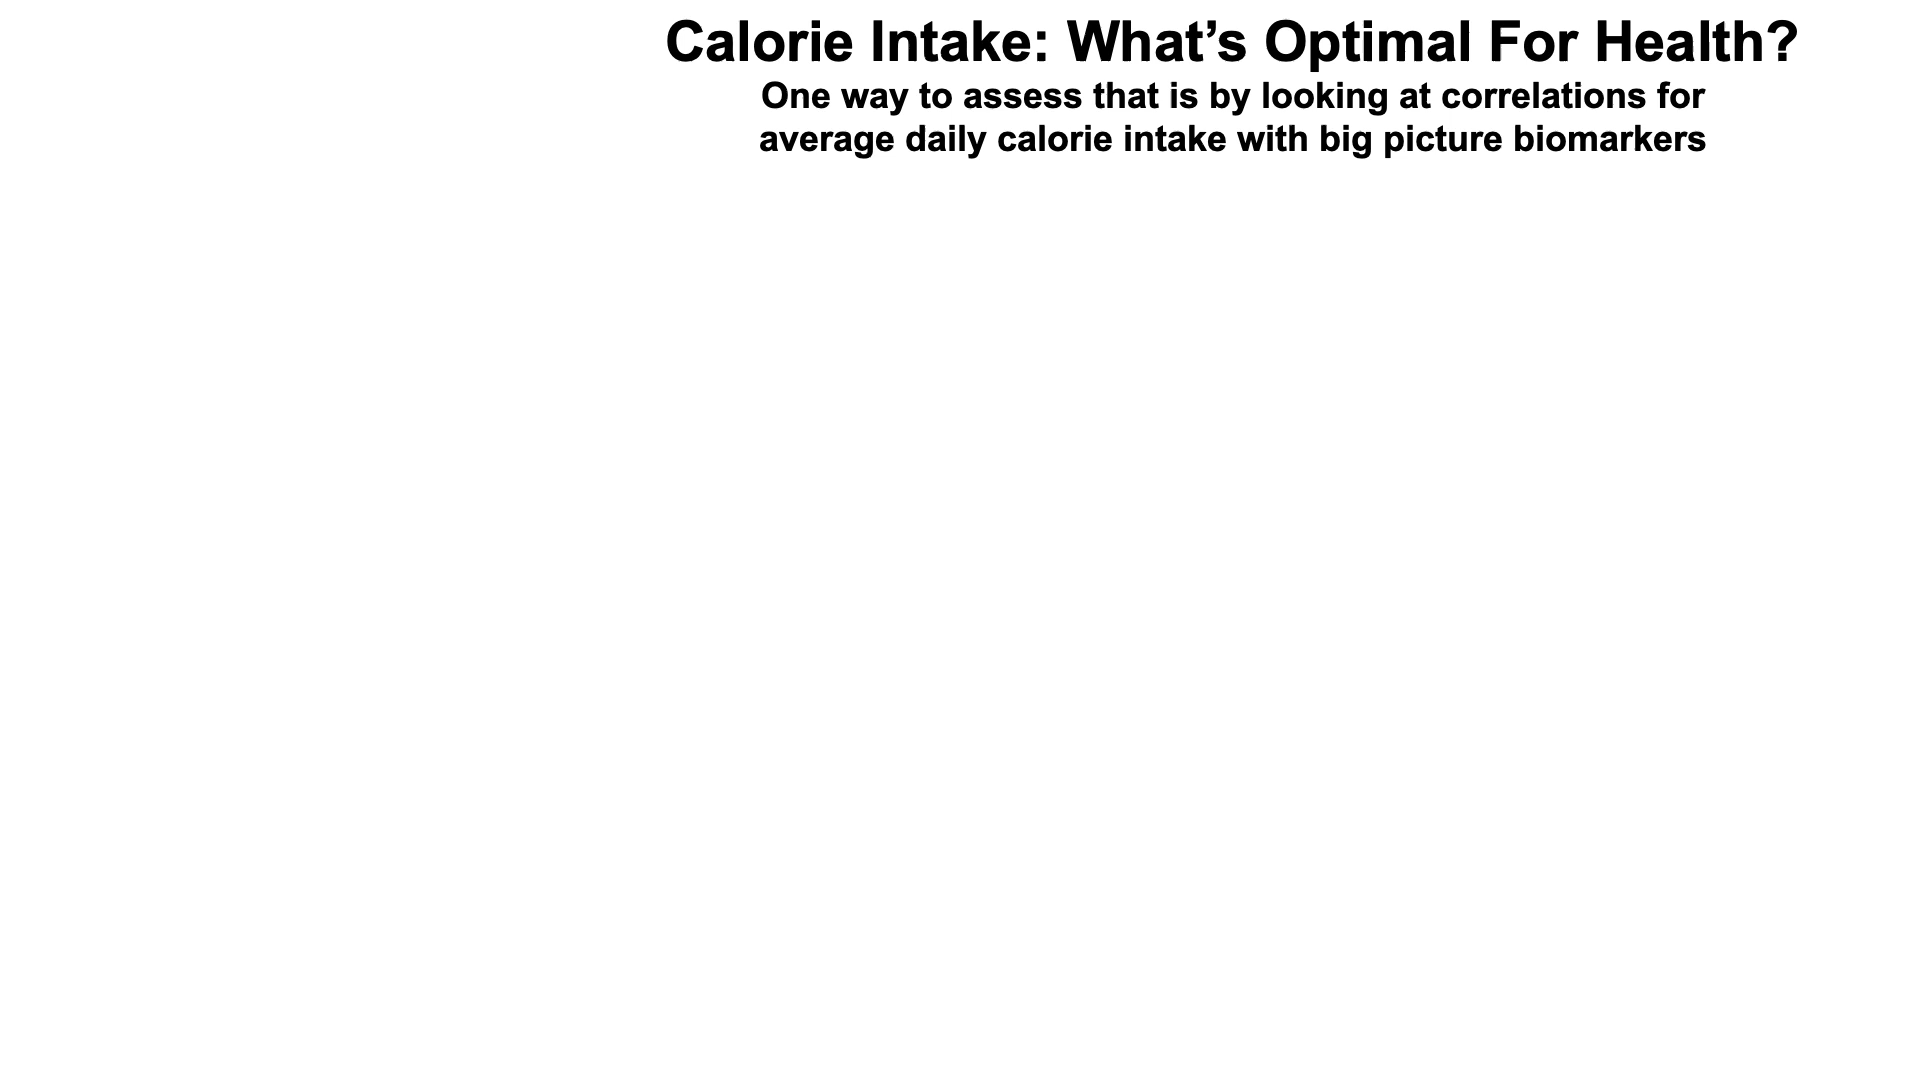 Calorie Intake: What’s Optimal For Health?
One way to assess that is by looking at correlations for
average daily calorie intake with big picture biomarkers